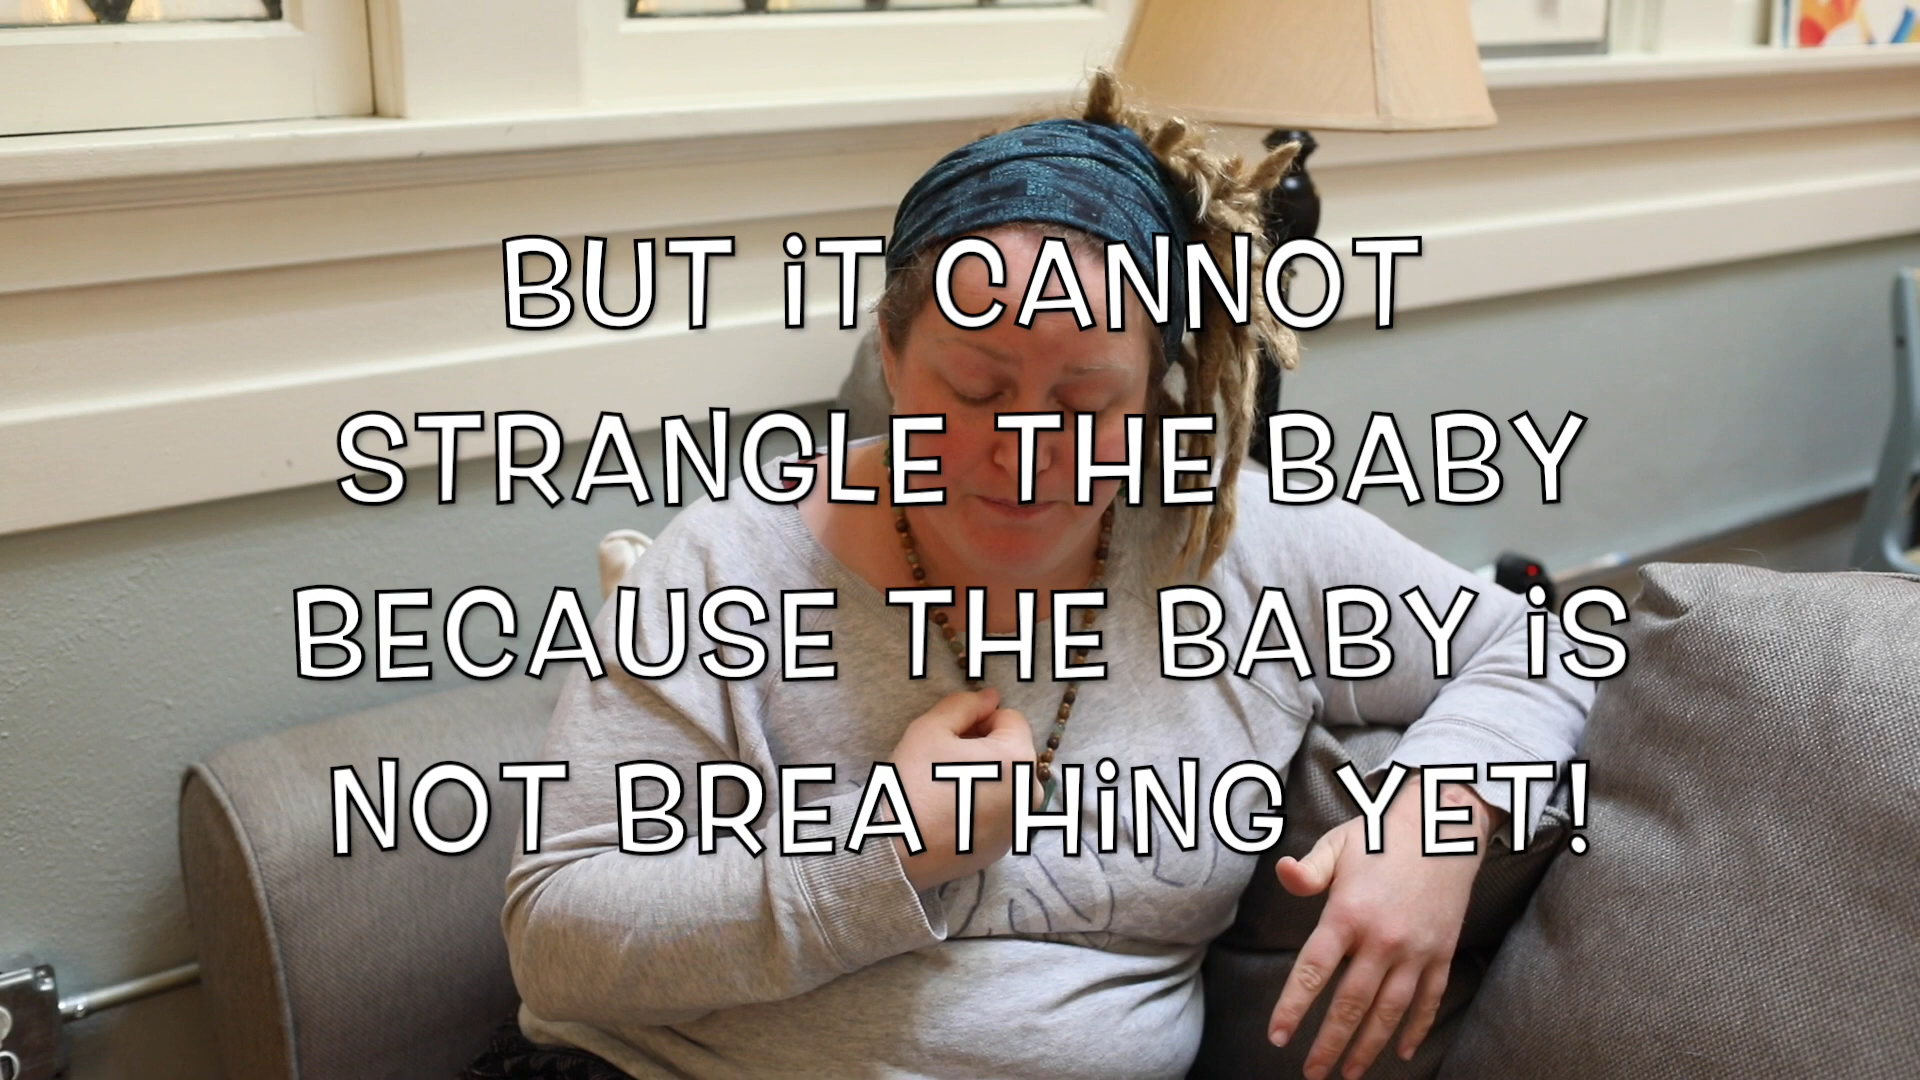 BUT iT CANNOT
STRANGLE THE BABY
BECAUSE THE BABY iS
NOT BREATHiNG YET!